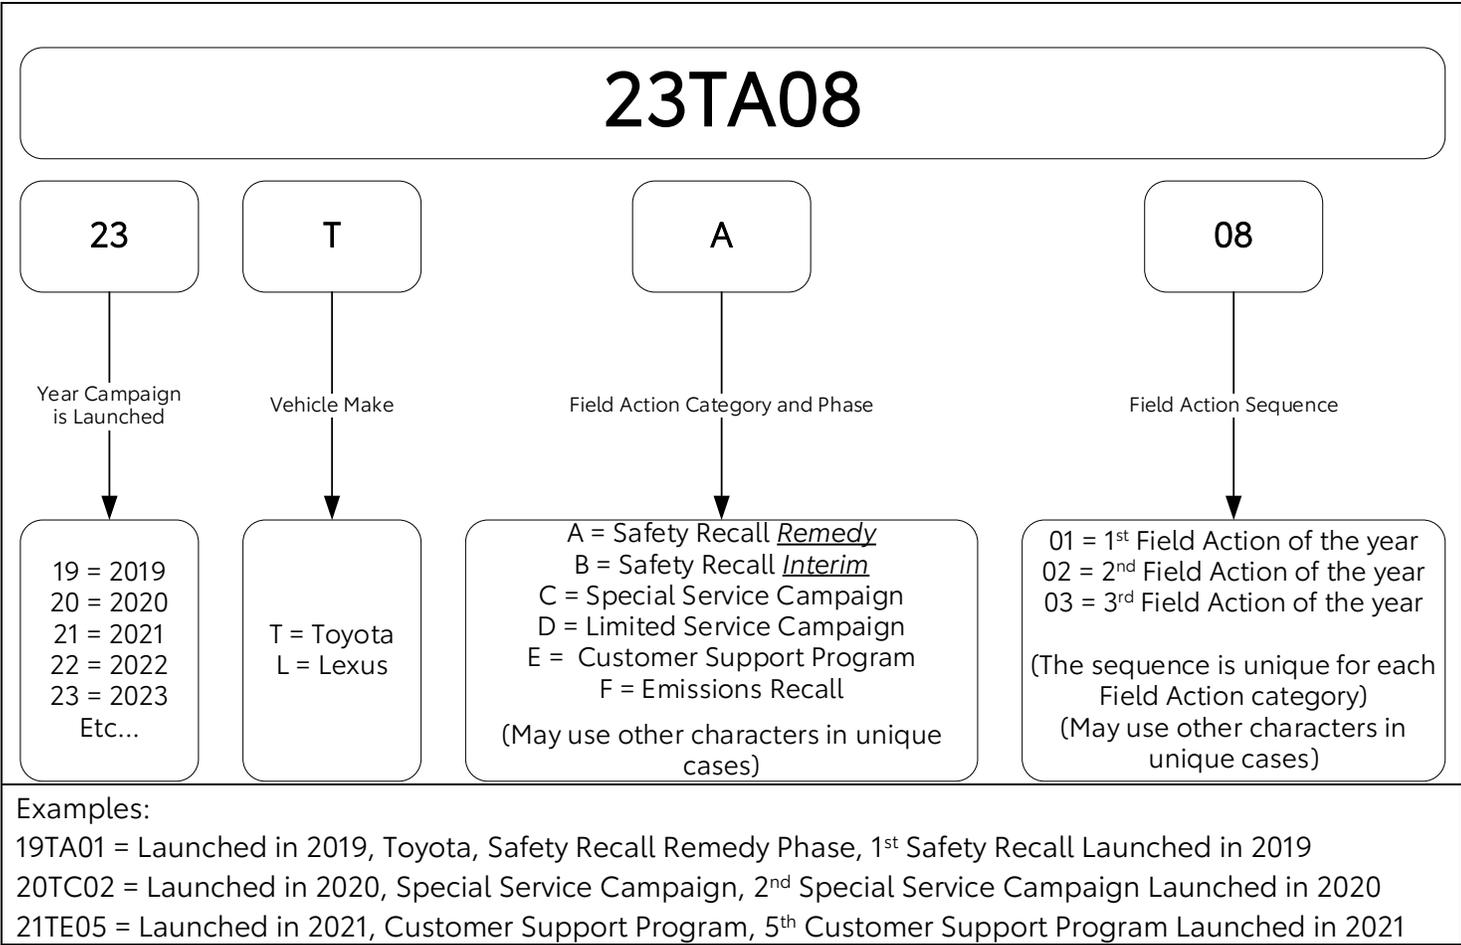 23TA08
23
T
A
08
Year Campaign
is Launched
Vehicle Make
Field Action Category and Phase
Field Action Sequence
19 = 2019
20 = 2020
21 = 2021
22 = 2022
23 = 2023
Etc...
T = Toyota
L = Lexus
A = Safety Recall Remedy
B = Safety Recall Interim
C = Special Service Campaign
D = Limited Service Campaign
E =  Customer Support Program
F = Emissions Recall
(May use other characters in unique
cases)
01 = 1st Field Action of the year
02 = 2nd Field Action of the year
03 = 3rd Field Action of the year
(The sequence is unique for each
Field Action category)
(May use other characters in
unique cases)
Examples:
19TA01 = Launched in 2019, Toyota, Safety Recall Remedy Phase, 1st Safety Recall Launched in 2019
20TC02 = Launched in 2020, Special Service Campaign, 2nd Special Service Campaign Launched in 2020
21TE05 = Launched in 2021, Customer Support Program, 5th Customer Support Program Launched in 2021